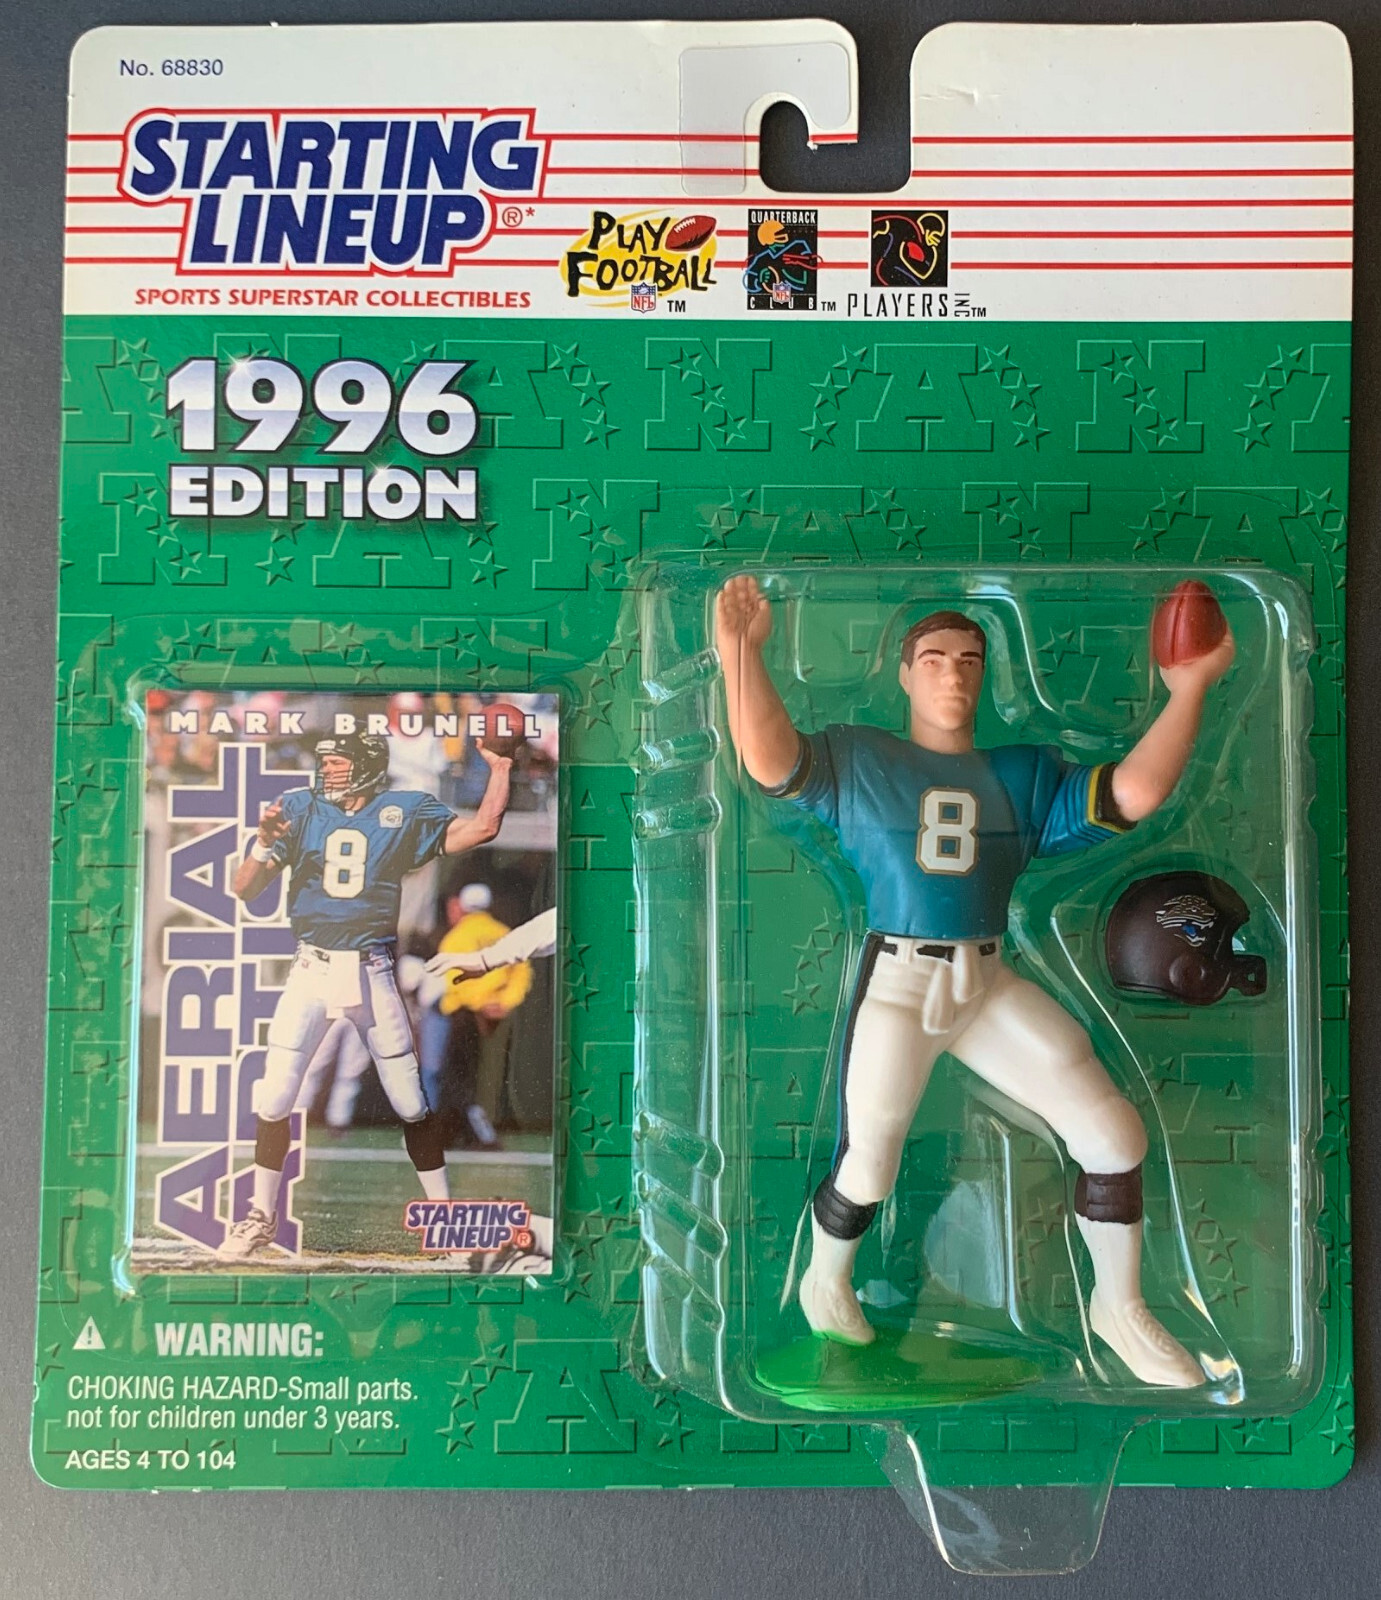 No. 68830
STARTING
LINEUP®*
SPORTS SUPERSTAR COLLECTIBLES
PLAY
FOOTBALL
NFL
TM
QUARTERBACK
CLUB
NFL
TM
PLAYERS INC
TM
1996
EDITION
MARK BRUNELL
AERIAL
ARTIST
8
STARTING
LINEUP®
8
WARNING:
CHOKING HAZARD-Small parts.
not for children under 3 years.
AGES 4 TO 104